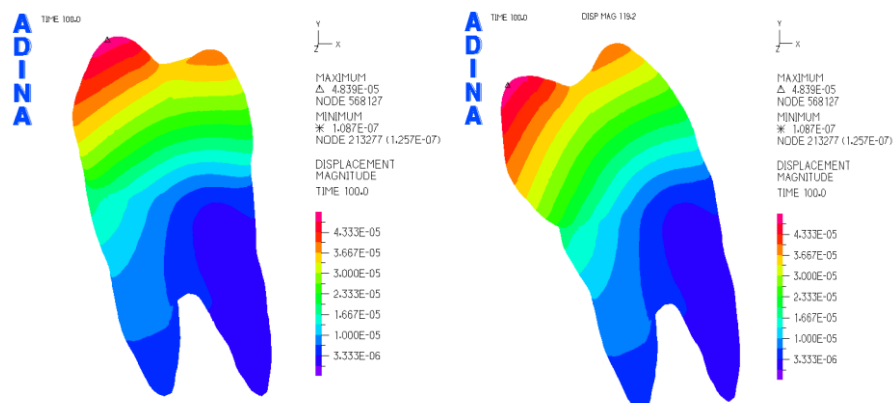 ADINA
TIME 100.0
Y
Z X
MAXIMUM
△ 4.839E-05
NODE 568127
MINIMUM
✳ 1.087E-07
NODE 213277 (1.257E-07)
DISPLACEMENT
MAGNITUDE
TIME 100.0
4.333E-05
3.667E-05
3.000E-05
2.333E-05
1.667E-05
1.000E-05
3.333E-06
ADINA
TIME 100.0 DISP MAG 119.2
Y
Z X
MAXIMUM
△ 4.839E-05
NODE 568127
MINIMUM
✳ 1.087E-07
NODE 213277 (1.257E-07)
DISPLACEMENT
MAGNITUDE
TIME 100.0
4.333E-05
3.667E-05
3.000E-05
2.333E-05
1.667E-05
1.000E-05
3.333E-06